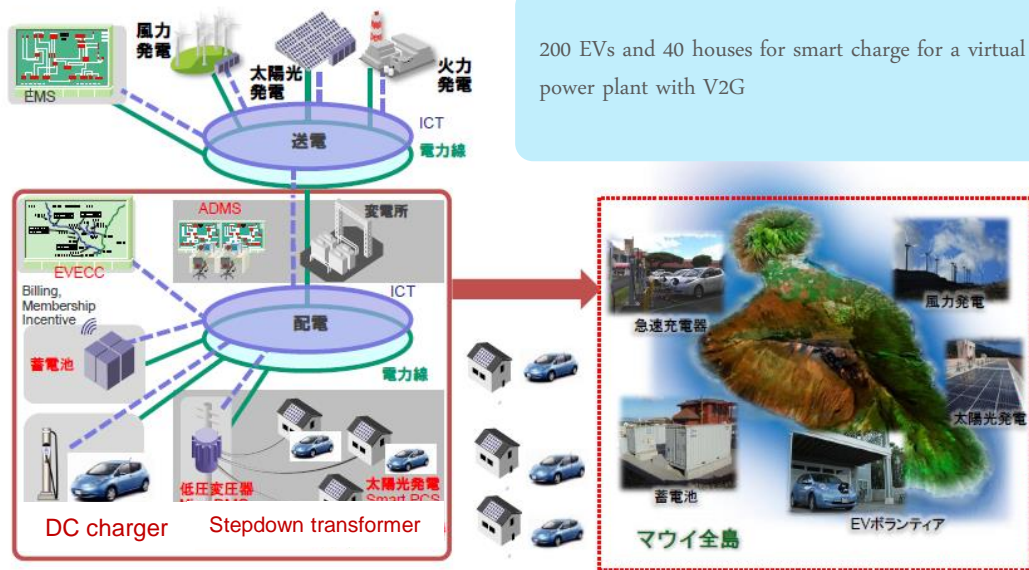 200 EVs and 40 houses for smart charge for a virtual
power plant with V2G
風力
発電
太陽光
発電
火力
発電
EMS
ICT
送電
電力線
ADMS
変電所
EVECC
Billing,
Membership
Incentive
ICT
配電
蓄電池
電力線
低圧変圧器
太陽光発電
Smart PCS
DC charger
Stepdown transformer
急速充電器
風力発電
太陽光発電
蓄電池
EVボランティア
マウイ全島